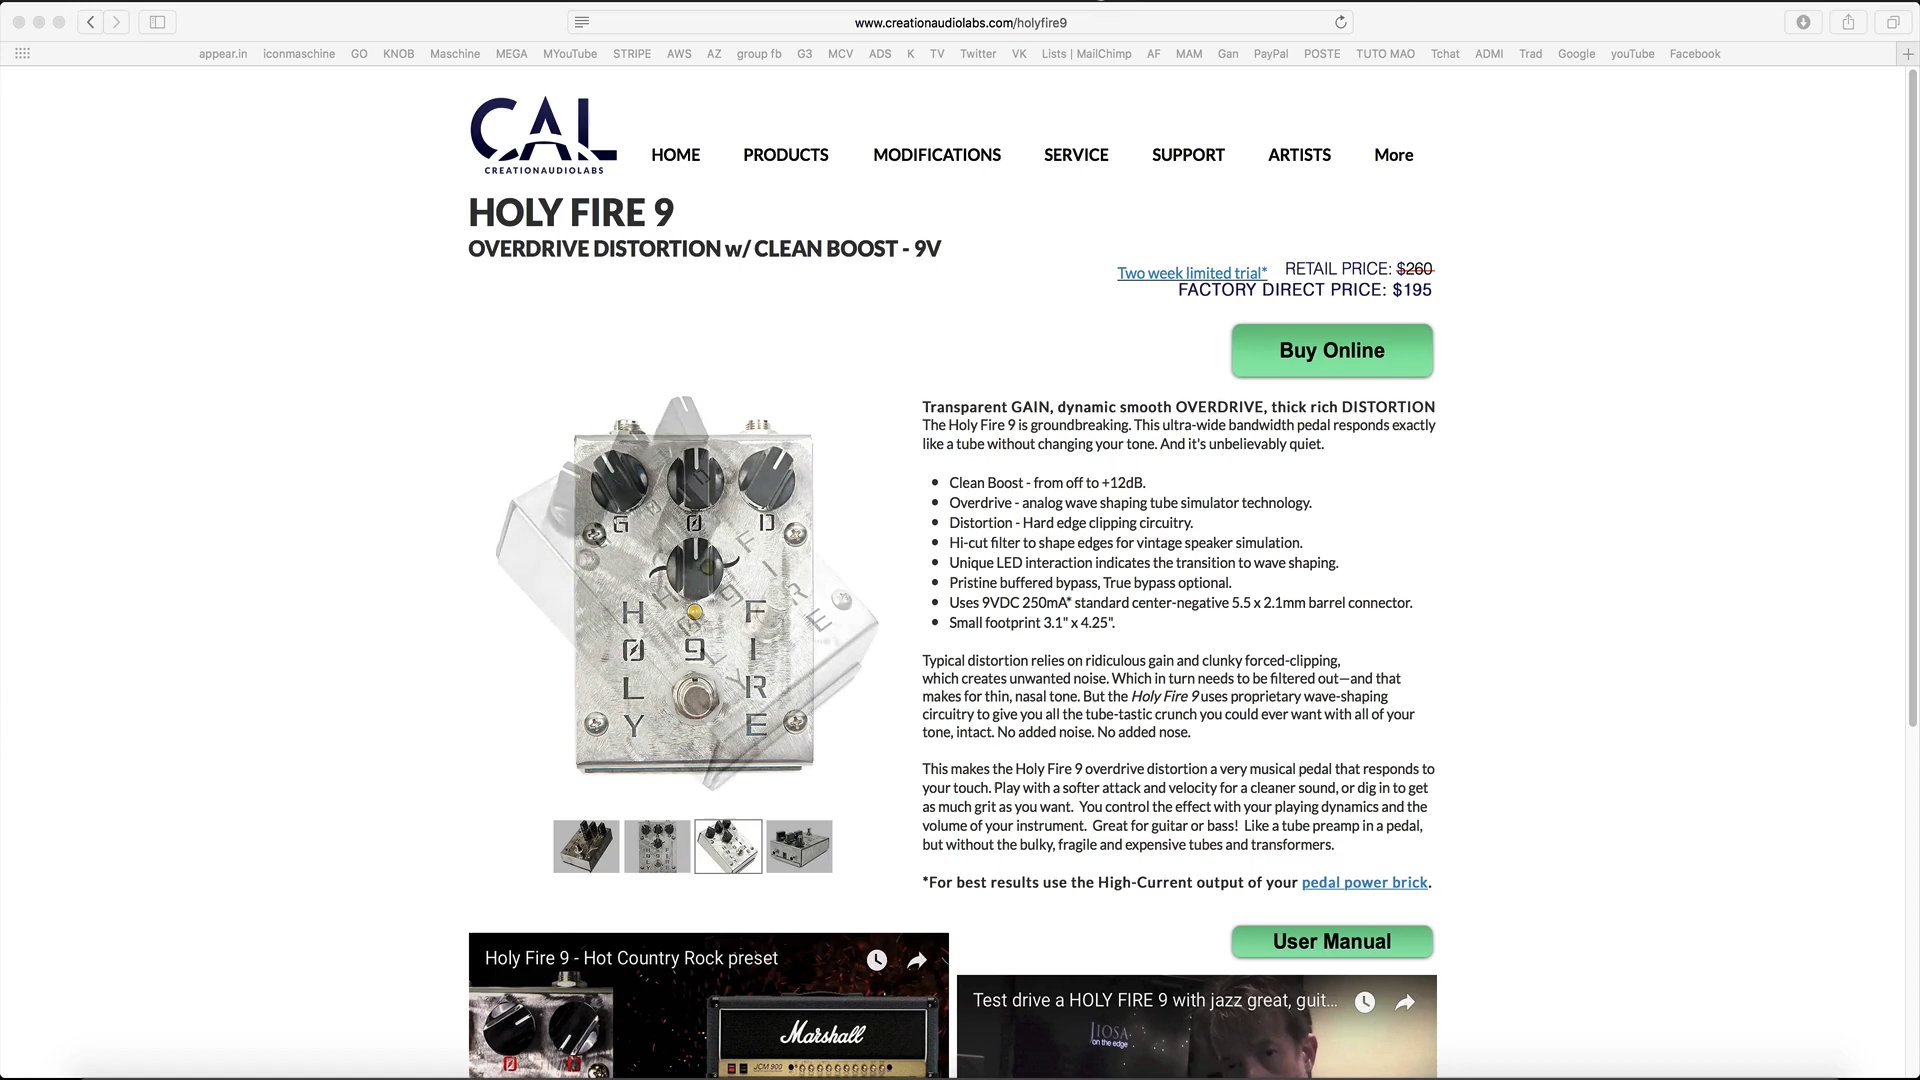 www.creationaudiolabs.com/holyfire9
appear.in iconmaschine GO KNOB Maschine MEGA MYouTube STRIPE AWS AZ group fb G3 MCV ADS K TV Twitter VK Lists | MailChimp AF MAM Gan PayPal POSTE TUTO MAO Tchat ADMI Trad Google youTube Facebook
CAL
CREATIONAUDIOLABS
HOME PRODUCTS MODIFICATIONS SERVICE SUPPORT ARTISTS More
HOLY FIRE 9
OVERDRIVE DISTORTION w/ CLEAN BOOST - 9V
Two week limited trial* RETAIL PRICE: $260
FACTORY DIRECT PRICE: $195
Buy Online
G O D
HOLY 9 FIRE
Transparent GAIN, dynamic smooth OVERDRIVE, thick rich DISTORTION
The Holy Fire 9 is groundbreaking. This ultra-wide bandwidth pedal responds exactly
like a tube without changing your tone. And it's unbelievably quiet.
• Clean Boost - from off to +12dB.
• Overdrive - analog wave shaping tube simulator technology.
• Distortion - Hard edge clipping circuitry.
• Hi-cut filter to shape edges for vintage speaker simulation.
• Unique LED interaction indicates the transition to wave shaping.
• Pristine buffered bypass, True bypass optional.
• Uses 9VDC 250mA* standard center-negative 5.5 x 2.1mm barrel connector.
• Small footprint 3.1" x 4.25".
Typical distortion relies on ridiculous gain and clunky forced-clipping,
which creates unwanted noise. Which in turn needs to be filtered out—and that
makes for thin, nasal tone. But the Holy Fire 9 uses proprietary wave-shaping
circuitry to give you all the tube-tastic crunch you could ever want with all of your
tone, intact. No added noise. No added nose.
This makes the Holy Fire 9 overdrive distortion a very musical pedal that responds to
your touch. Play with a softer attack and velocity for a cleaner sound, or dig in to get
as much grit as you want. You control the effect with your playing dynamics and the
volume of your instrument. Great for guitar or bass! Like a tube preamp in a pedal,
but without the bulky, fragile and expensive tubes and transformers.
*For best results use the High-Current output of your pedal power brick.
User Manual
Holy Fire 9 - Hot Country Rock preset
Marshall
JCM 900
Test drive a HOLY FIRE 9 with jazz great, guit...
on the edge